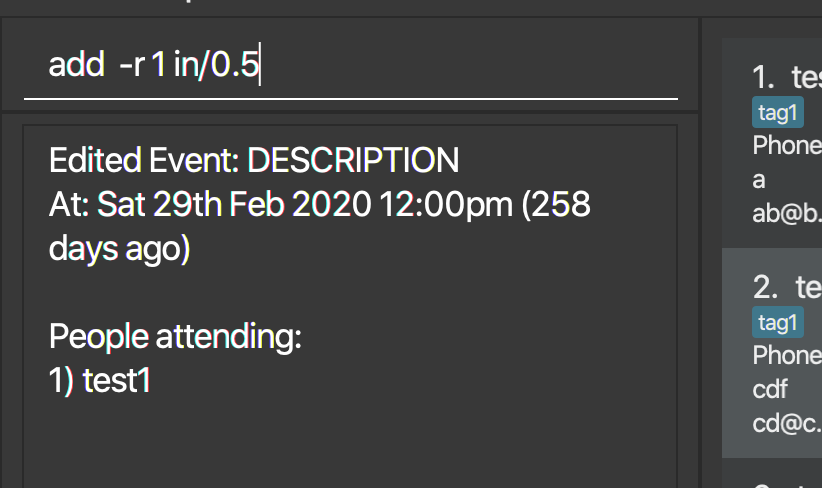 add -r 1 in/0.5
Edited Event: DESCRIPTION
At: Sat 29th Feb 2020 12:00pm (258
days ago)
People attending:
1) test1
1. tes
tag1
Phone
a
ab@b.
2. te
tag1
Phone
cdf
cd@c.